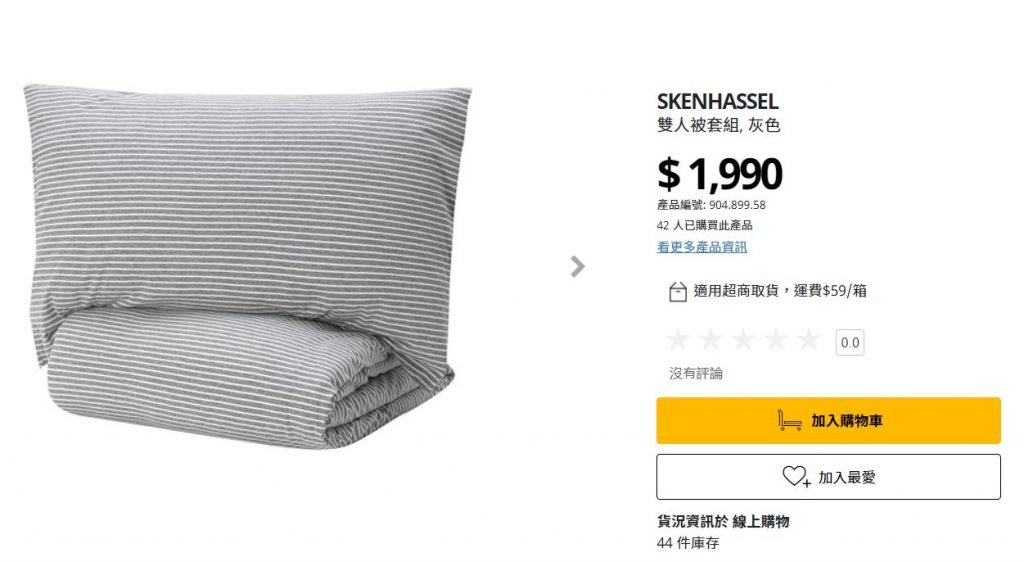 SKENHASSEL
雙人被套組, 灰色
$ 1,990
產品編號: 904.899.58
42 人已購買此產品
看更多產品資訊
適用超商取貨，運費$59/箱
0.0
沒有評論
加入購物車
加入最愛
貨況資訊於 線上購物
44 件庫存